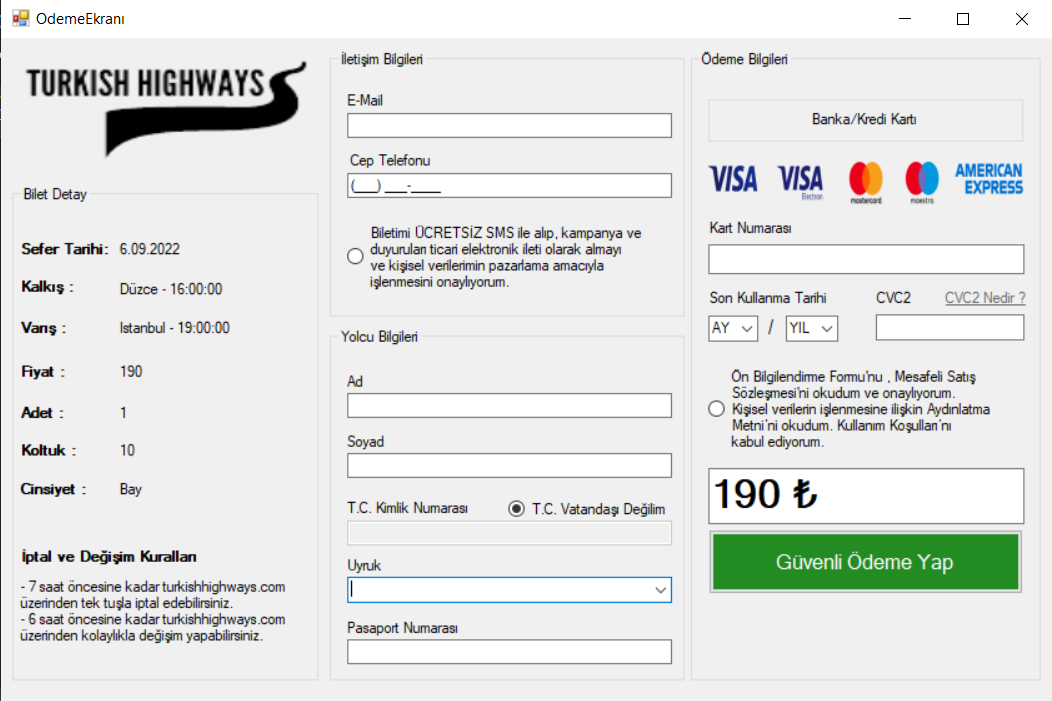 OdemeEkranı
TURKISH HIGHWAYS
Bilet Detay
Sefer Tarihi: 6.09.2022
Kalkış : Düzce - 16:00:00
Varış : Istanbul - 19:00:00
Fiyat : 190
Adet : 1
Koltuk : 10
Cinsiyet : Bay
İptal ve Değişim Kuralları
- 7 saat öncesine kadar turkishhighways.com
üzerinden tek tuşla iptal edebilirsiniz.
- 6 saat öncesine kadar turkishhighways.com
üzerinden kolaylıkla değişim yapabilirsiniz.
İletişim Bilgileri
E-Mail
Cep Telefonu
(___) ___-____
Biletimi ÜCRETSİZ SMS ile alıp, kampanya ve
duyurulan ticari elektronik ileti olarak almayı
ve kişisel verilerimin pazarlama amacıyla
işlenmesini onaylıyorum.
Yolcu Bilgileri
Ad
Soyad
T.C. Kimlik Numarası T.C. Vatandaşı Değilim
Uyruk
Pasaport Numarası
Ödeme Bilgileri
Banka/Kredi Kartı
VISA VISA Electron mastercard. maestro. AMERICAN EXPRESS
Kart Numarası
Son Kullanma Tarihi CVC2 CVC2 Nedir ?
AY / YIL
Ön Bilgilendirme Formu'nu , Mesafeli Satış
Sözleşmesi'ni okudum ve onaylıyorum.
Kişisel verilerin işlenmesine ilişkin Aydınlatma
Metni'ni okudum. Kullanım Koşulları'nı
kabul ediyorum.
190 ₺
Güvenli Ödeme Yap